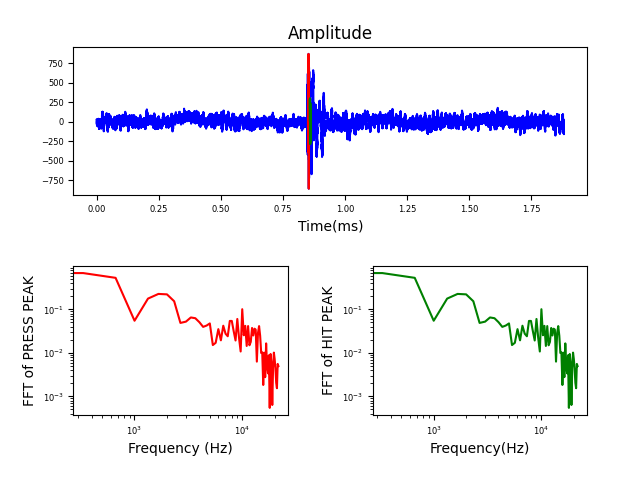 Amplitude
750
500
250
0
−250
−500
−750
0.00 0.25 0.50 0.75 1.00 1.25 1.50 1.75
Time(ms)
FFT of PRESS PEAK
10⁻¹
10⁻²
10⁻³
10³ 10⁴
Frequency (Hz)
FFT of HIT PEAK
10⁻¹
10⁻²
10⁻³
10³ 10⁴
Frequency(Hz)